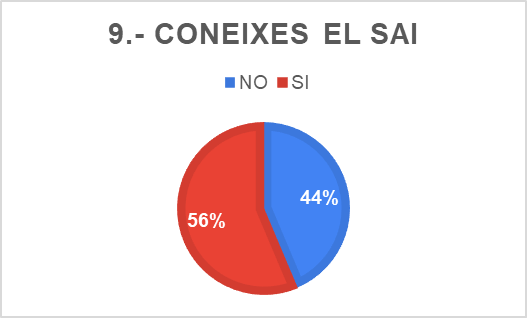 9.- CONEIXES EL SAI
NO SI
44%
56%